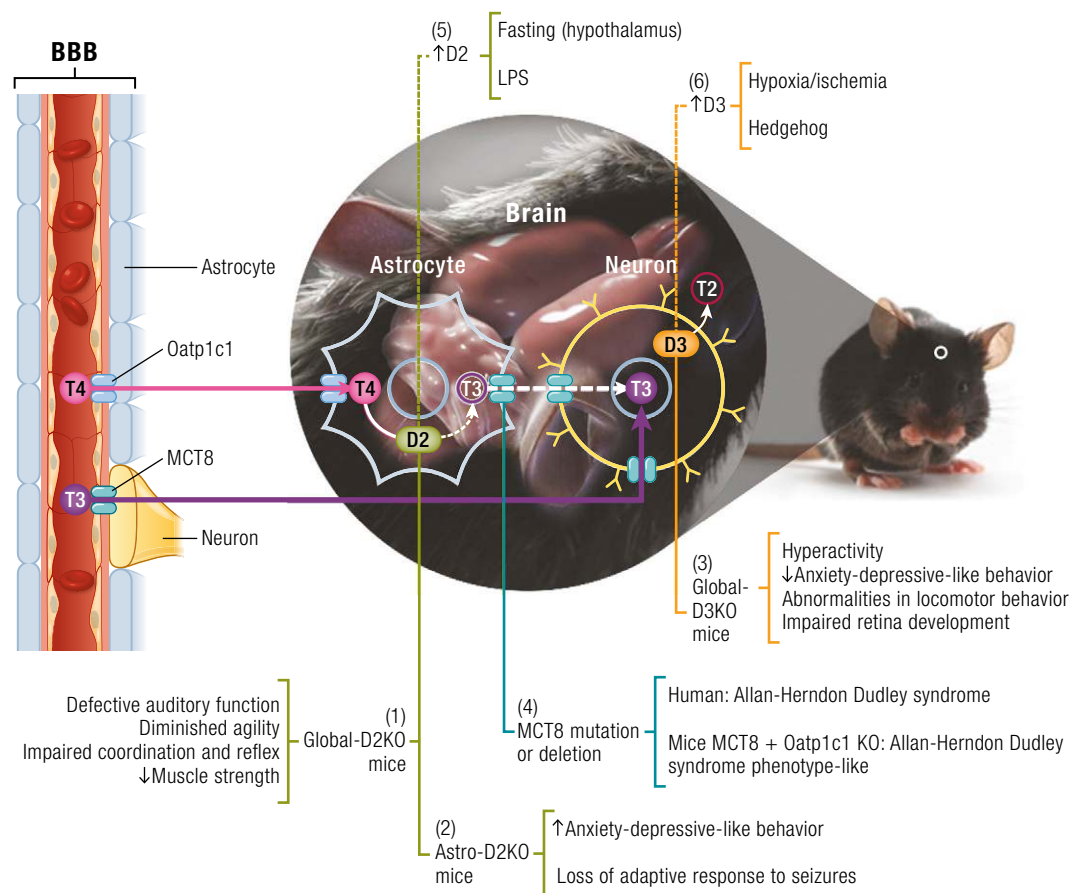 BBB
Astrocyte
Oatp1c1
T4
MCT8
T3
Neuron
(5)
↑D2
Fasting (hypothalamus)
LPS
(6)
↑D3
Hypoxia/ischemia
Hedgehog
Brain
Astrocyte
Neuron
T4
D2
T3
T3
D3
T2
(3)
Global-
D3KO
mice
Hyperactivity
↓Anxiety-depressive-like behavior
Abnormalities in locomotor behavior
Impaired retina development
Defective auditory function
Diminished agility
Impaired coordination and reflex
↓Muscle strength
(1)
Global-D2KO
mice
(4)
MCT8 mutation
or deletion
Human: Allan-Herndon Dudley syndrome
Mice MCT8 + Oatp1c1 KO: Allan-Herndon Dudley
syndrome phenotype-like
(2)
Astro-D2KO
mice
↑Anxiety-depressive-like behavior
Loss of adaptive response to seizures